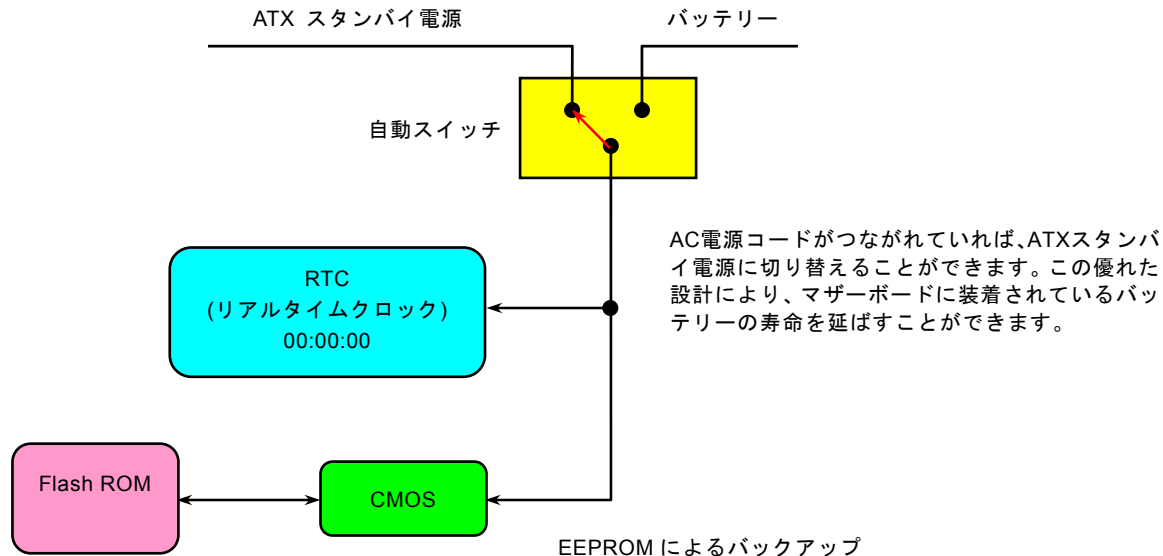 ATX スタンバイ電源
バッテリー
自動スイッチ
AC電源コードがつながれていれば、ATXスタンバ
イ電源に切り替えることができます。この優れた
設計により、マザーボードに装着されているバッ
テリーの寿命を延ばすことができます。
RTC
(リアルタイムクロック)
00:00:00
Flash ROM
CMOS
EEPROM によるバックアップ